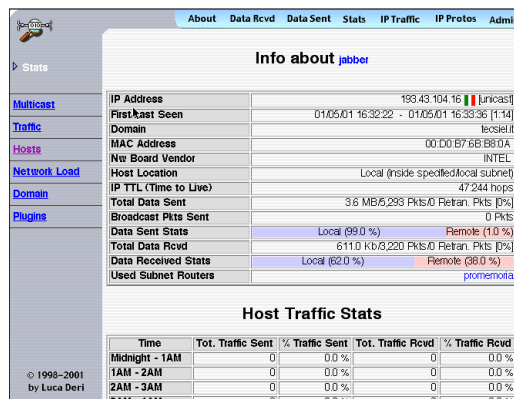 About Data Rcvd Data Sent Stats IP Traffic IP Protos Admi
Stats
Multicast
Traffic
Hosts
Network Load
Domain
Plugins
© 1998-2001
by Luca Deri
Info about jabber
IP Address 193.43.104.16 [unicast]
First/Last Seen 01/05/01 16:32:22 - 01/05/01 16:33:36 [1:14]
Domain tecsiel.it
MAC Address 00:D0:B7:6B:B8:0A
Nw Board Vendor INTEL
Host Location Local (inside specified/local subnet)
IP TTL (Time to Live) 47:244 hops
Total Data Sent 3.6 MB/5,293 Pkts/0 Retran. Pkts [0%]
Broadcast Pkts Sent 0 Pkts
Data Sent Stats Local (99.0 %) Remote (1.0 %)
Total Data Rcvd 611.0 Kb/3,220 Pkts/0 Retran. Pkts [0%]
Data Received Stats Local (62.0 %) Remote (38.0 %)
Used Subnet Routers promemoria
Host Traffic Stats
Time Tot. Traffic Sent % Traffic Sent Tot. Traffic Rcvd % Traffic Rcvd
Midnight - 1AM 0 0.0 % 0 0.0 %
1AM - 2AM 0 0.0 % 0 0.0 %
2AM - 3AM 0 0.0 % 0 0.0 %